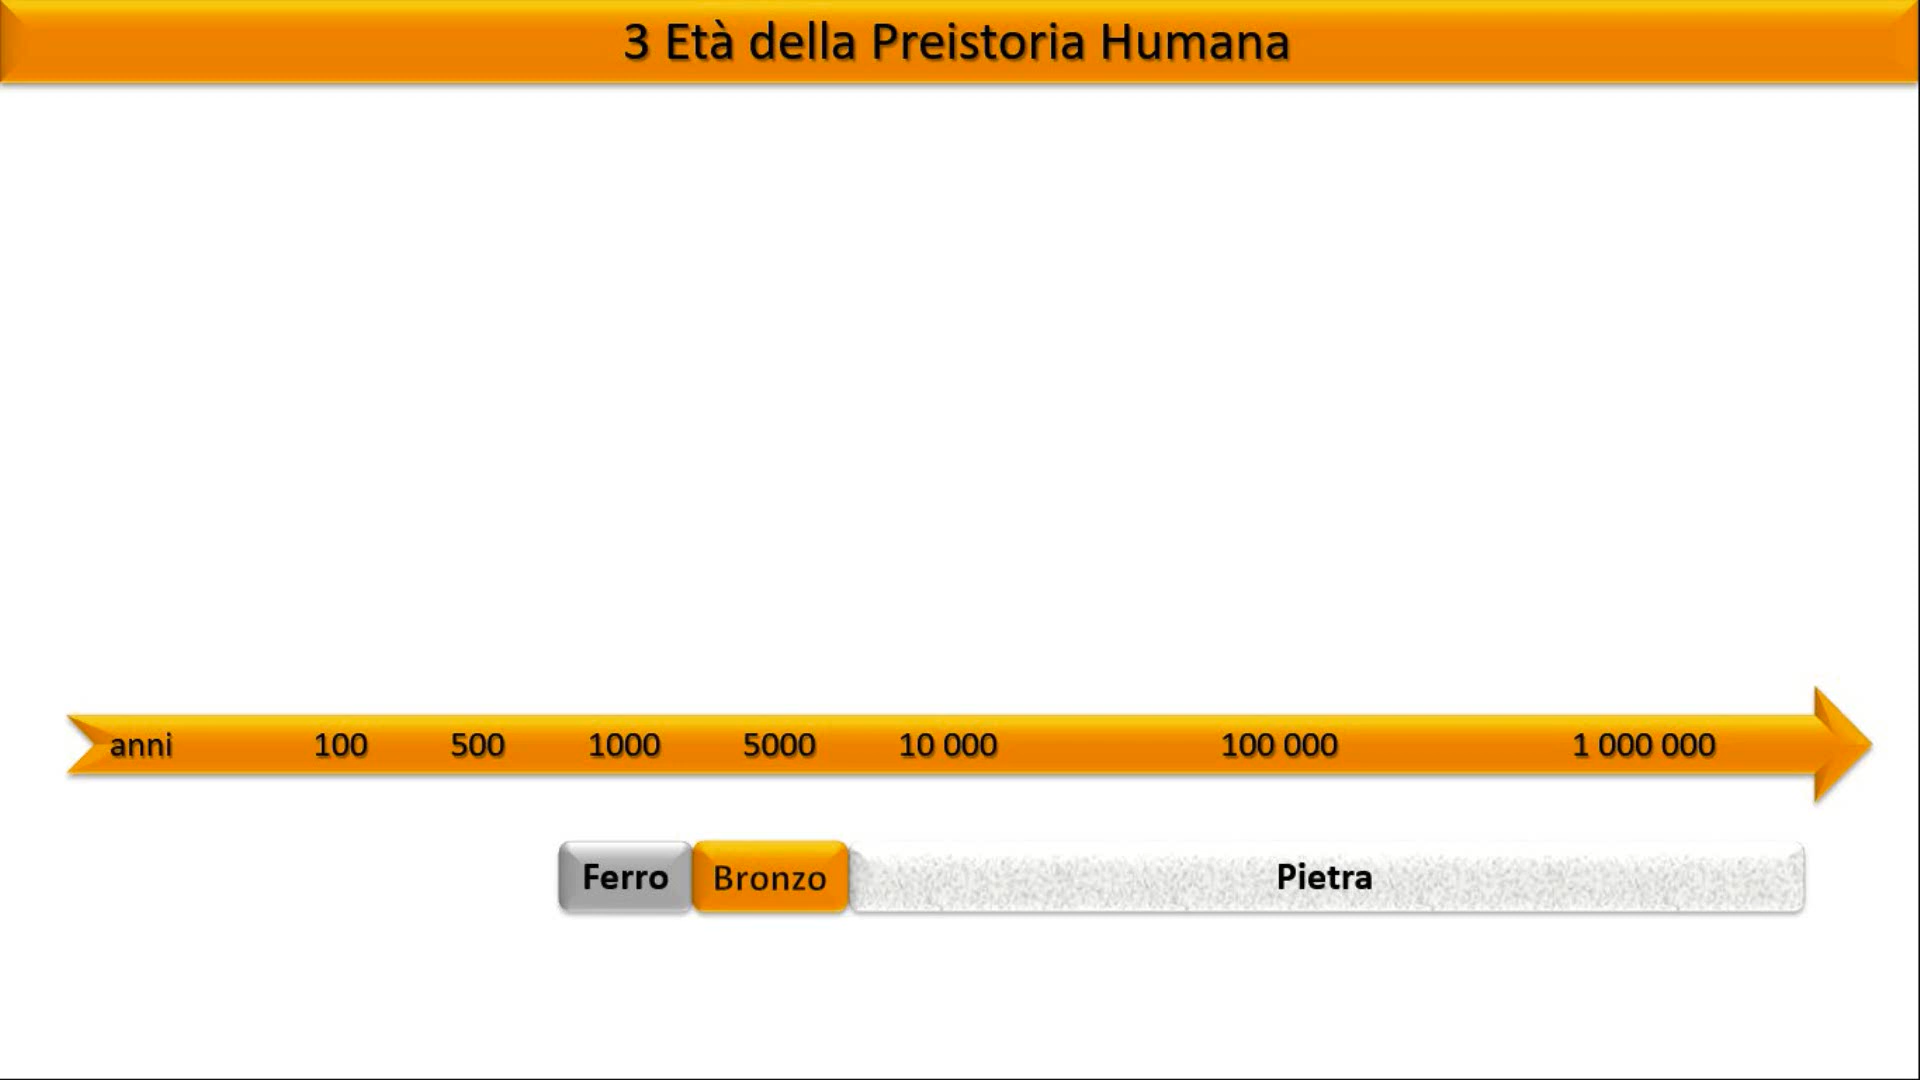 3 Età della Preistoria Humana
anni 100 500 1000 5000 10 000 100 000 1 000 000
Ferro Bronzo Pietra